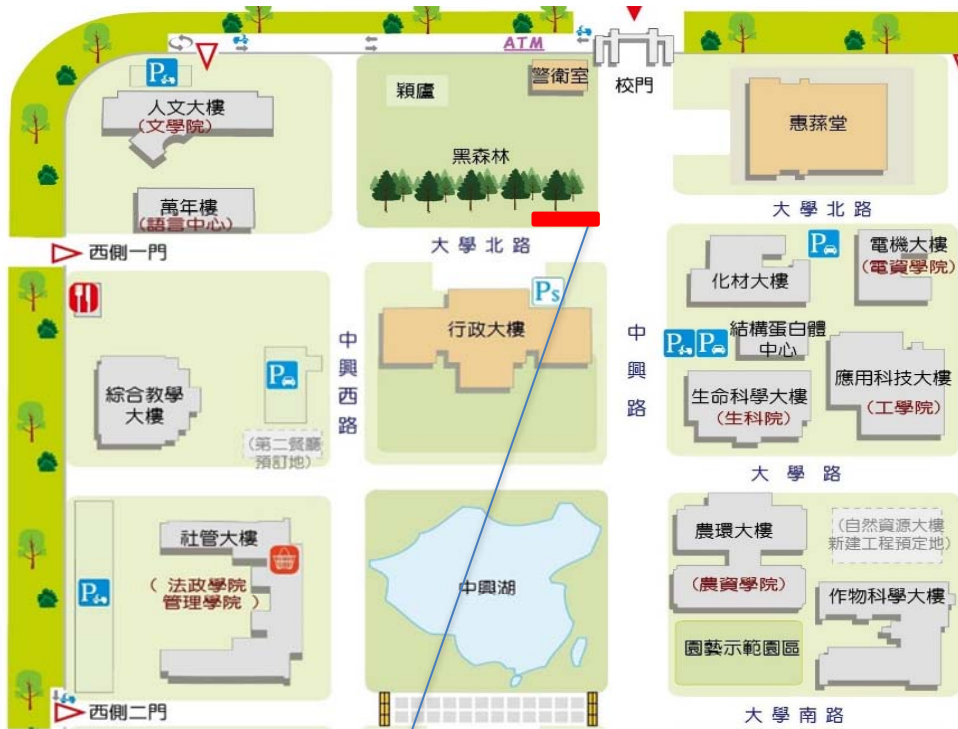 ATM
警衛室
校門
穎廬
人文大樓
(文學院)
惠蓀堂
黑森林
萬年樓
(語言中心)
大學北路
西側一門
大學北路
電機大樓
(電資學院)
化材大樓
Ps
行政大樓
中興西路
中興路
結構蛋白體
中心
P
P
P
P
P
綜合教學
大樓
生命科學大樓
(生科院)
應用科技大樓
(工學院)
(第二餐廳
預訂地)
大學路
社管大樓
(法政學院
管理學院)
P
中興湖
農環大樓
(農資學院)
(自然資源大樓
新建工程預定地)
作物科學大樓
園藝示範園區
西側二門
大學南路